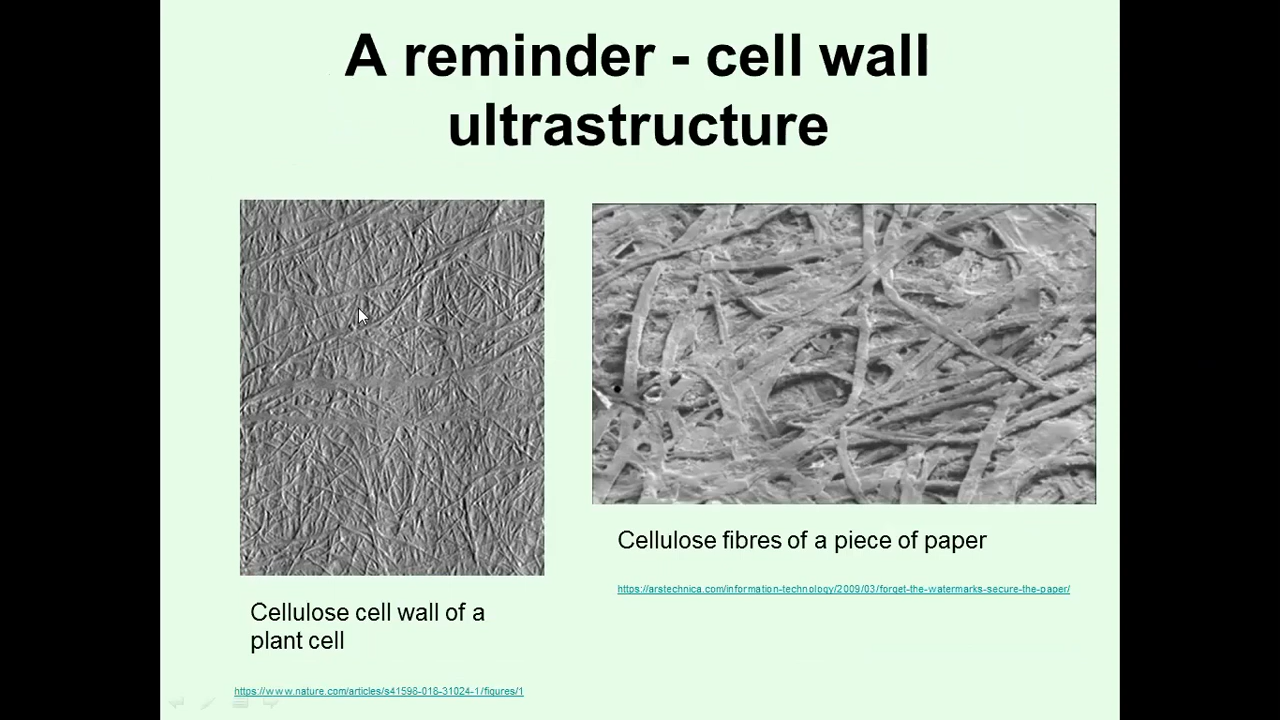 A reminder - cell wall
ultrastructure
Cellulose fibres of a piece of paper
https://arstechnica.com/information-technology/2009/03/forget-the-watermarks-secure-the-paper/
Cellulose cell wall of a
plant cell
https://www.nature.com/articles/s41598-018-31024-1/figures/1